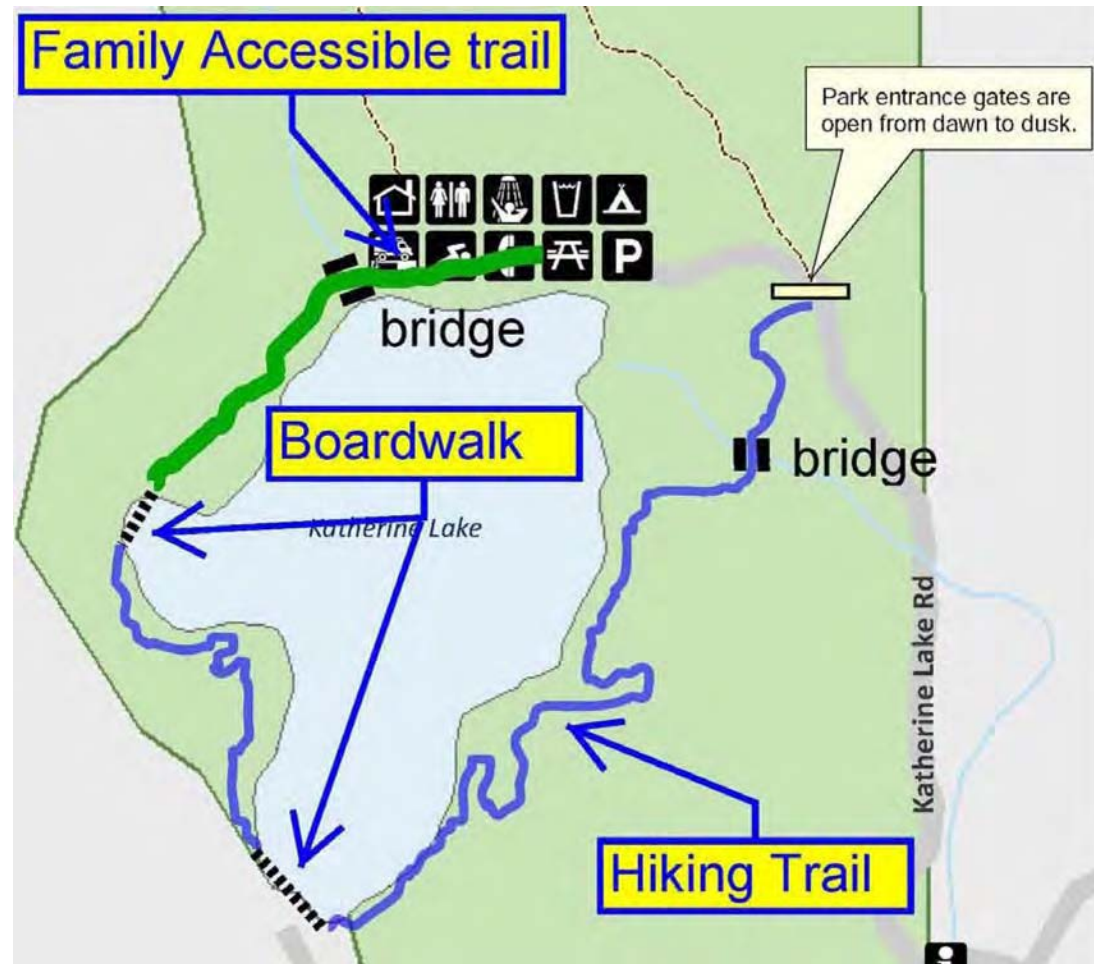 Family Accessible trail
Park entrance gates are
open from dawn to dusk.
P
bridge
Boardwalk
bridge
Katherine Lake
Katherine Lake Rd
Hiking Trail